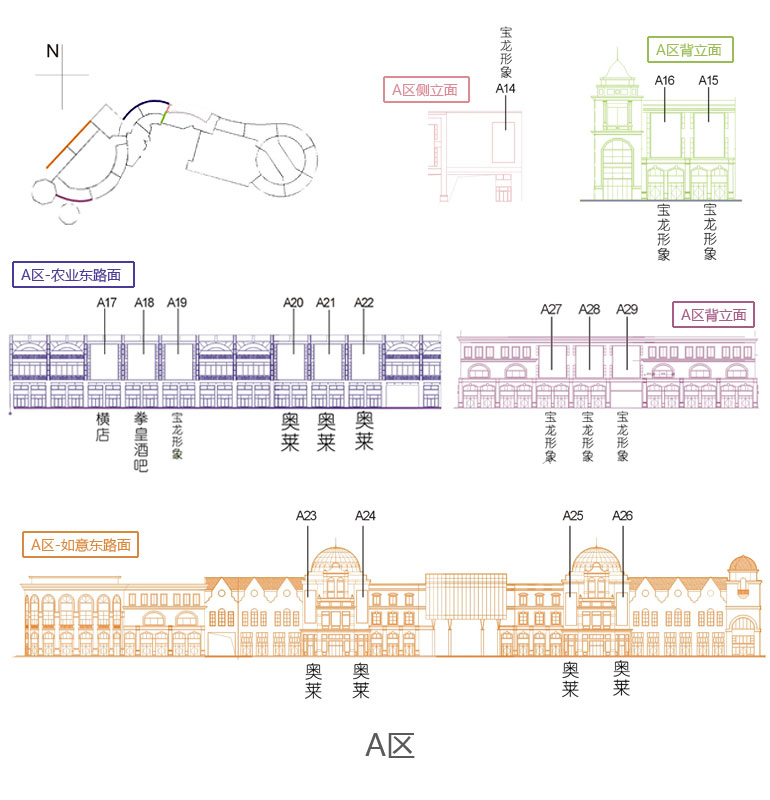 N
A区侧立面
宝龙形象
A14
A区背立面
A16
A15
宝龙形象
宝龙形象
A区-农业东路面
A17
A18
A19
A20
A21
A22
横店
拳皇酒吧
宝龙形象
奥莱
奥莱
奥莱
A区背立面
A27
A28
A29
宝龙形象
宝龙形象
宝龙形象
A区-如意东路面
A23
A24
A25
A26
奥莱
奥莱
奥莱
奥莱
A区